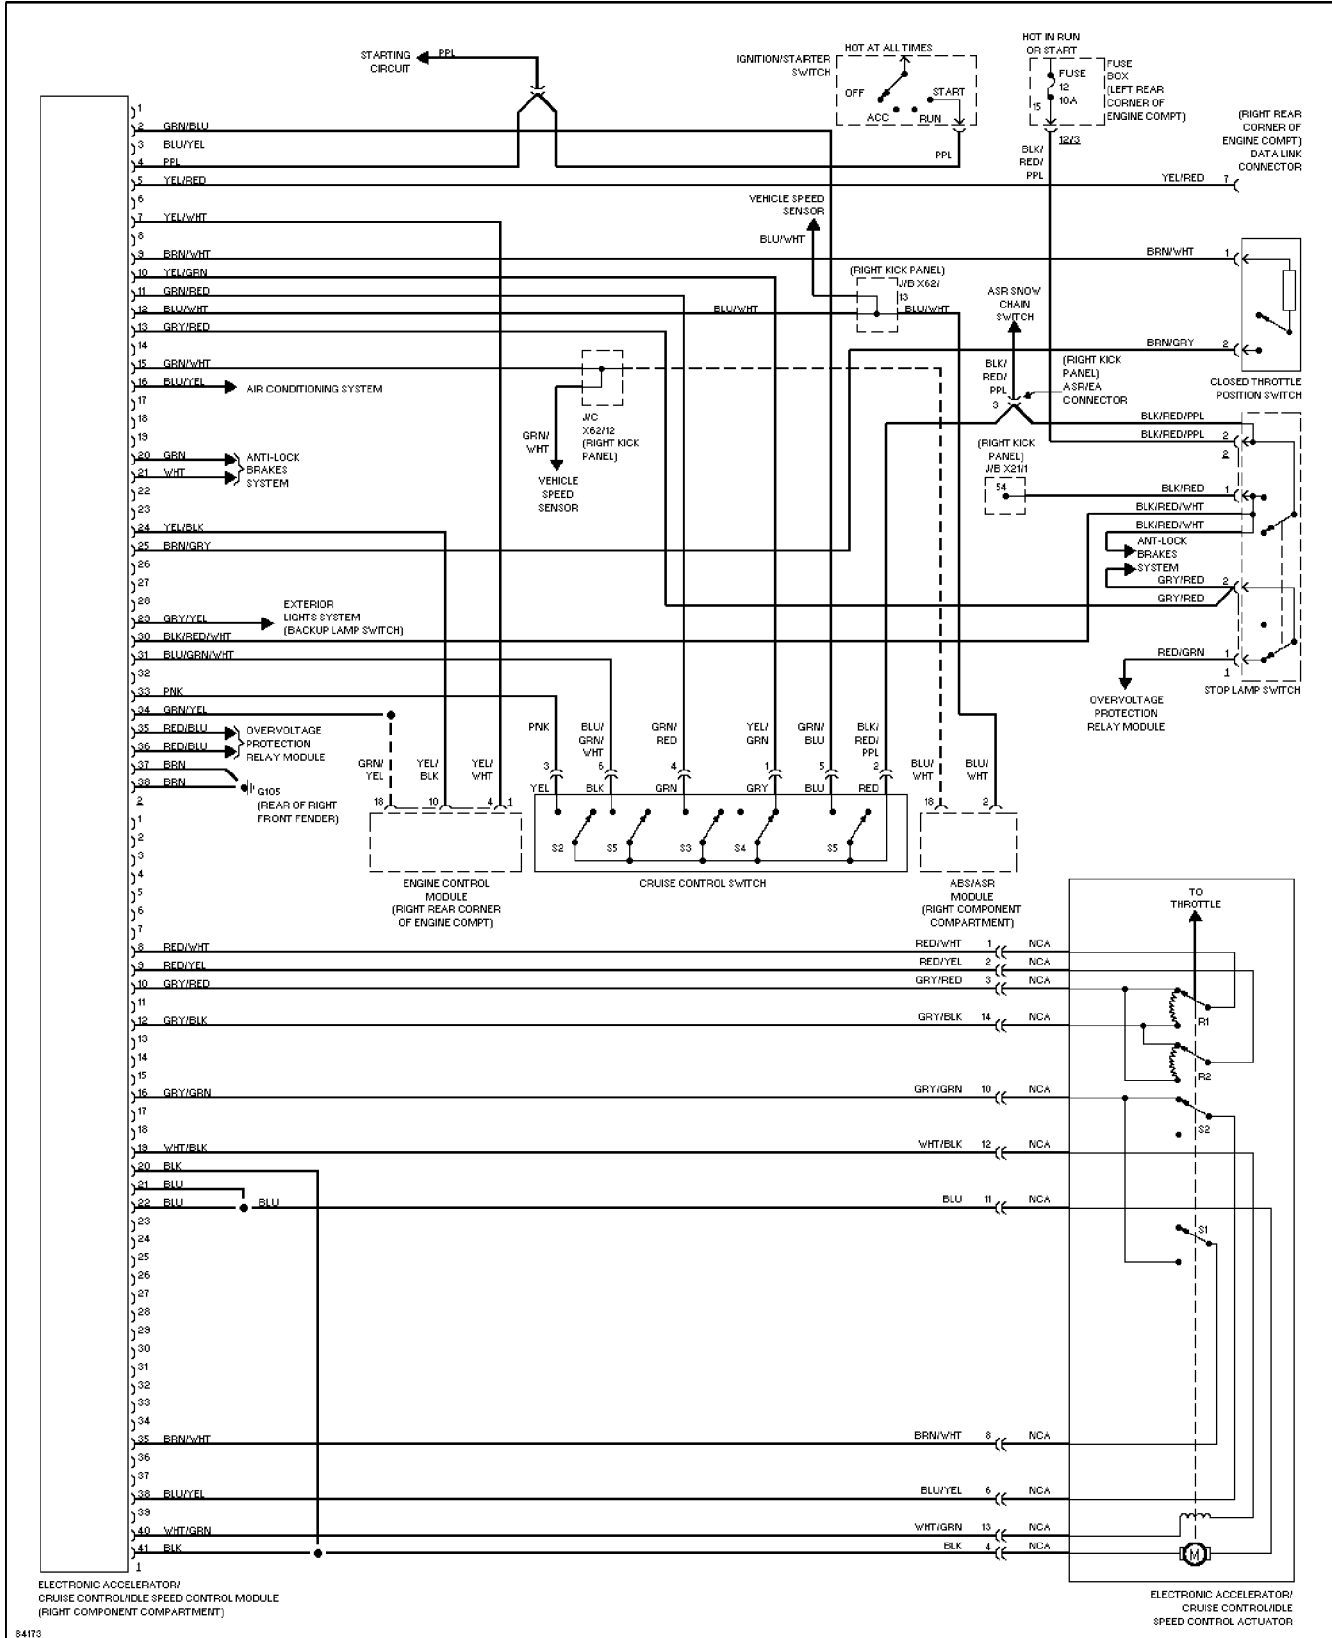 STARTING
CIRCUIT
PPL
IGNITION/STARTER
SWITCH
HOT AT ALL TIMES
OFF
START
ACC
RUN
PPL
HOT IN RUN
OR START
FUSE
12
10A
15
FUSE
BOX
(LEFT REAR
CORNER OF
ENGINE COMPT)
12/3
BLK/
RED/
PPL
(RIGHT REAR
CORNER OF
ENGINE COMPT)
DATA LINK
CONNECTOR
YEL/RED 7
1
2 GRN/BLU
3 BLU/YEL
4 PPL
5 YEL/RED
6
7 YEL/WHT
8
9 BRN/WHT
10 YEL/GRN
11 GRN/RED
12 BLU/WHT
13 GRY/RED
14
15 GRN/WHT
16 BLU/YEL
AIR CONDITIONING SYSTEM
17
18
19
20 GRN
21 WHT
ANTI-LOCK
BRAKES
SYSTEM
22
23
24 YEL/BLK
25 BRN/GRY
26
27
28
29 GRY/YEL
EXTERIOR
LIGHTS SYSTEM
(BACKUP LAMP SWITCH)
30 BLK/RED/WHT
31 BLU/GRN/WHT
32
33 PNK
34 GRN/YEL
35 RED/BLU
36 RED/BLU
OVERVOLTAGE
PROTECTION
RELAY MODULE
37 BRN
38 BRN
2
G105
(REAR OF RIGHT
FRONT FENDER)
VEHICLE SPEED
SENSOR
BLU/WHT
(RIGHT KICK PANEL)
J/B X62/
13
BLU/WHT
BLU/WHT
J/C
X62/12
(RIGHT KICK
PANEL)
GRN/
WHT
VEHICLE
SPEED
SENSOR
ASR SNOW
CHAIN
SWITCH
BLK/
RED/
PPL
3
(RIGHT KICK
PANEL)
ASR/EA
CONNECTOR
(RIGHT KICK
PANEL)
J/B X21/1
54
BRN/WHT 1
BRN/GRY 2
CLOSED THROTTLE
POSITION SWITCH
BLK/RED/PPL
BLK/RED/PPL 2
2
BLK/RED 1
BLK/RED/WHT
BLK/RED/WHT
ANT-LOCK
BRAKES
SYSTEM
GRY/RED 2
GRY/RED
RED/GRN 1
1
STOP LAMP SWITCH
OVERVOLTAGE
PROTECTION
RELAY MODULE
GRN/
YEL
YEL/
BLK
YEL/
WHT
18 10 4 1
ENGINE CONTROL
MODULE
(RIGHT REAR CORNER
OF ENGINE COMPT)
PNK
BLU/
GRN/
WHT
GRN/
RED
YEL/
GRN
GRN/
BLU
BLK/
RED/
PPL
3 6 4 1 5 2
YEL BLK GRN GRY BLU RED
S2 S5 S3 S4 S5
CRUISE CONTROL SWITCH
BLU/
WHT
BLU/
WHT
18 2
ABS/ASR
MODULE
(RIGHT COMPONENT
COMPARTMENT)
1
2
3
4
5
6
7
8 RED/WHT
RED/WHT 1 NCA
9 RED/YEL
RED/YEL 2 NCA
10 GRY/RED
GRY/RED 3 NCA
11
12 GRY/BLK
GRY/BLK 14 NCA
13
14
15
16 GRY/GRN
GRY/GRN 10 NCA
17
18
19 WHT/BLK
WHT/BLK 12 NCA
20 BLK
21 BLU
22 BLU
BLU
BLU 11 NCA
23
24
25
26
27
28
29
30
31
32
33
34
35 BRN/WHT
BRN/WHT 8 NCA
36
37
38 BLU/YEL
BLU/YEL 6 NCA
39
40 WHT/GRN
WHT/GRN 13 NCA
41 BLK
BLK 4 NCA
1
TO
THROTTLE
R1
R2
S2
S1
M
ELECTRONIC ACCELERATOR/
CRUISE CONTROL/IDLE SPEED CONTROL MODULE
(RIGHT COMPONENT COMPARTMENT)
ELECTRONIC ACCELERATOR/
CRUISE CONTROL/IDLE
SPEED CONTROL ACTUATOR
84173